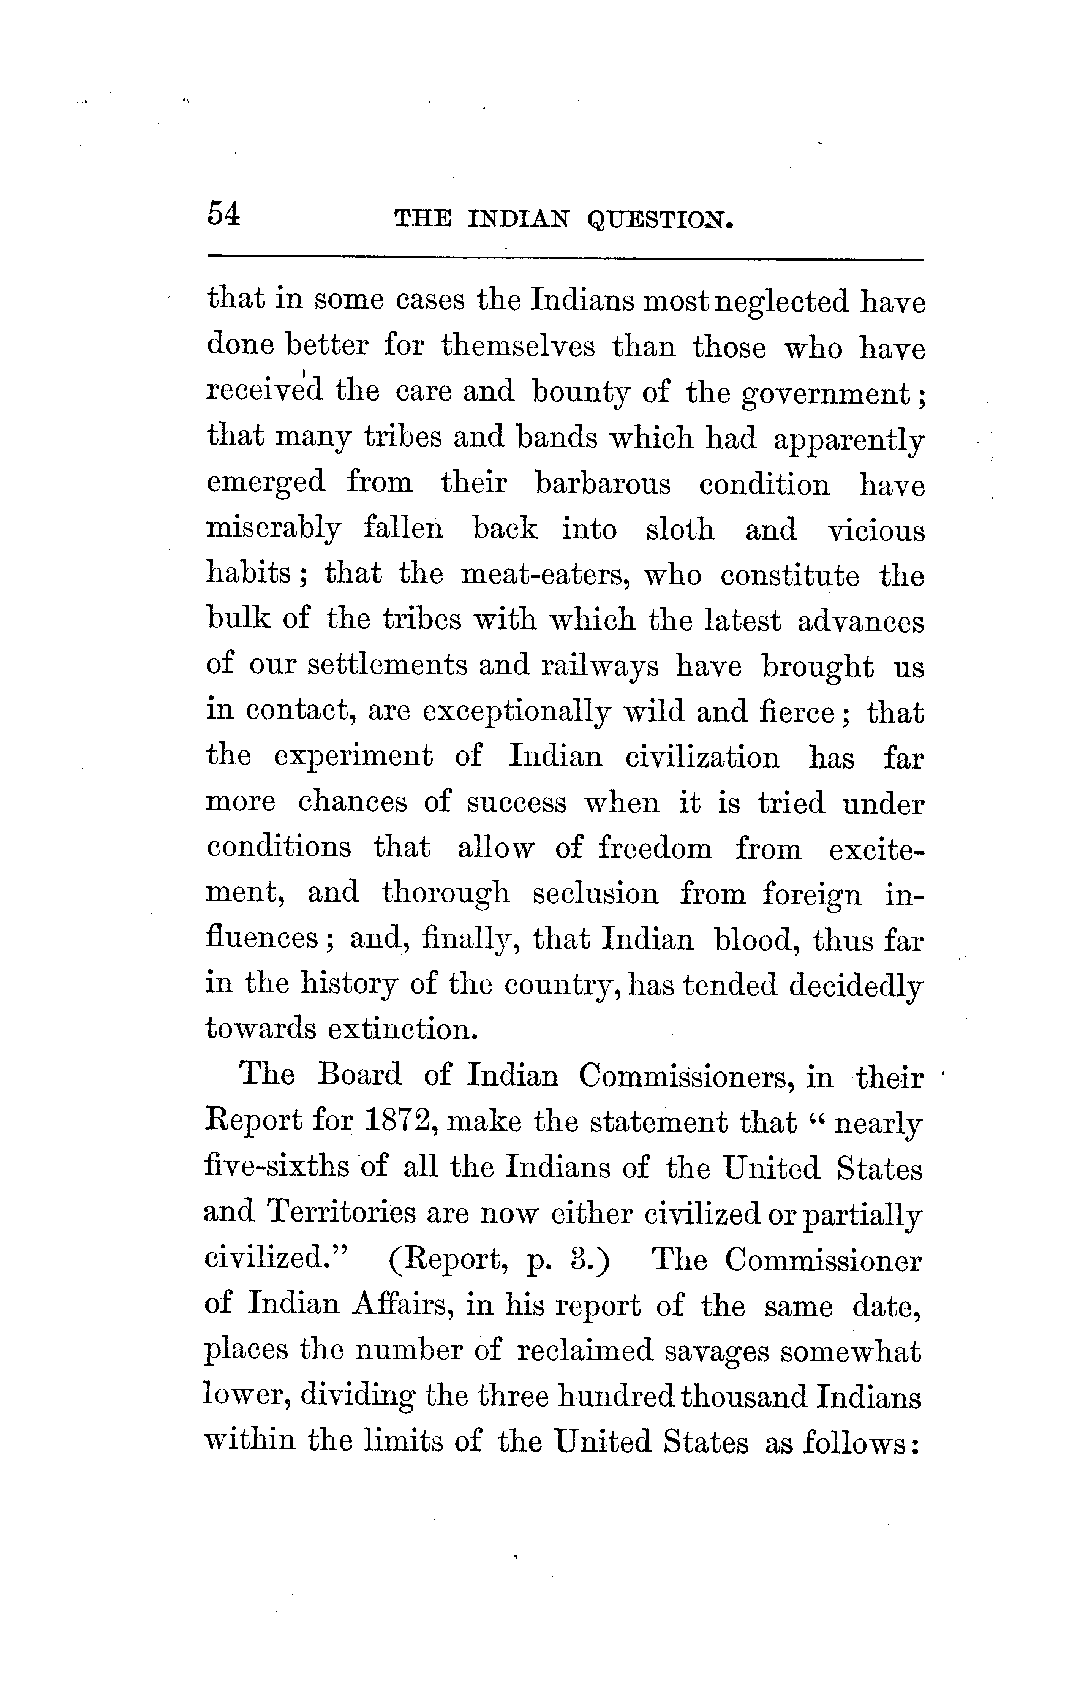 54 THE INDIAN QUESTION.
that in some cases the Indians most neglected have
done better for themselves than those who have
received the care and bounty of the government;
that many tribes and bands which had apparently
emerged from their barbarous condition have
miserably fallen back into sloth and vicious
habits; that the meat-eaters, who constitute the
bulk of the tribes with which the latest advances
of our settlements and railways have brought us
in contact, are exceptionally wild and fierce; that
the experiment of Indian civilization has far
more chances of success when it is tried under
conditions that allow of freedom from excite-
ment, and thorough seclusion from foreign in-
fluences; and, finally, that Indian blood, thus far
in the history of the country, has tended decidedly
towards extinction.
The Board of Indian Commissioners, in their
Report for 1872, make the statement that “nearly
five-sixths of all the Indians of the United States
and Territories are now either civilized or partially
civilized.” (Report, p. 3.) The Commissioner
of Indian Affairs, in his report of the same date,
places the number of reclaimed savages somewhat
lower, dividing the three hundred thousand Indians
within the limits of the United States as follows: